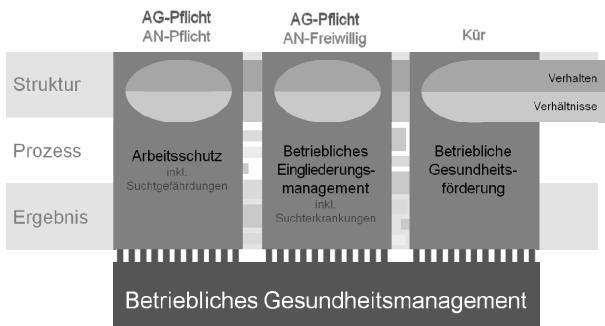 AG-Pflicht
AN-Pflicht
AG-Pflicht
AN-Freiwillig
Kür
Struktur
Verhalten
Verhältnisse
Prozess
Arbeitsschutz
inkl.
Suchtgefährdungen
Betriebliches
Eingliederungs-
management
inkl.
Suchterkrankungen
Betriebliche
Gesundheits-
förderung
Ergebnis
Betriebliches Gesundheitsmanagement